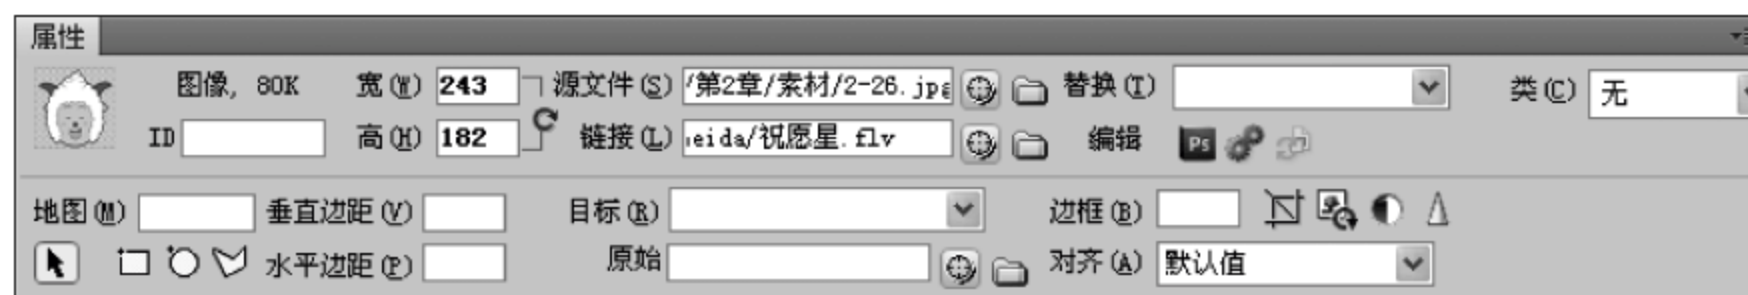 属性
图像, 80K 宽(W) 243 源文件(S) /第2章/素材/2-26.jpg 替换(T) 类(C) 无
ID 高(H) 182 链接(L) eida/祝愿星.flv 编辑 Ps
地图(M) 垂直边距(V) 目标(R) 边框(B)
水平边距(P) 原始 对齐(A) 默认值